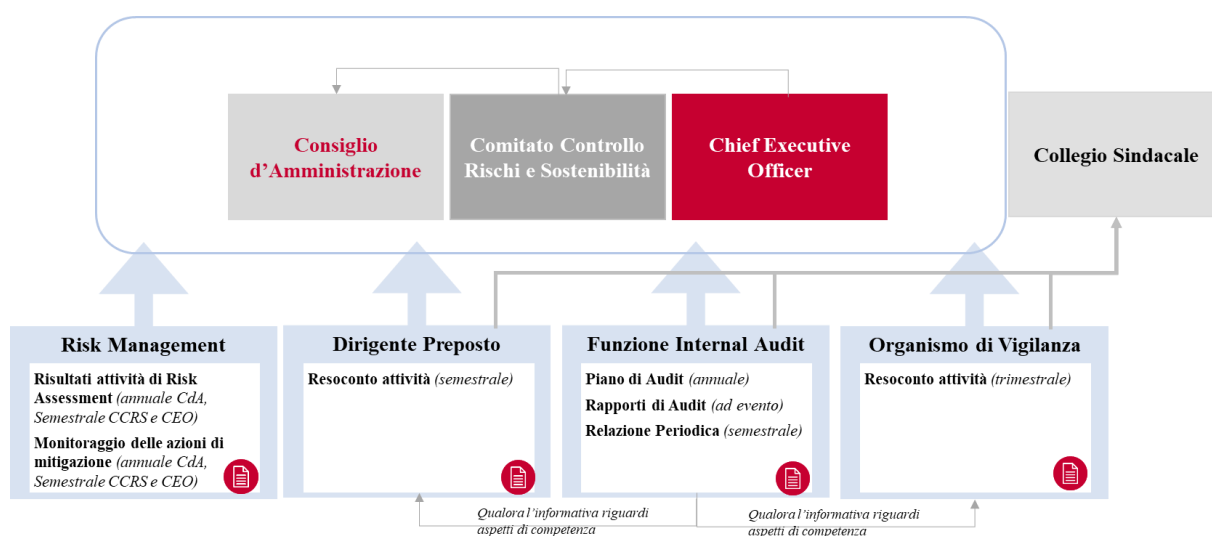 Consiglio
d'Amministrazione
Comitato Controllo
Rischi e Sostenibilità
Chief Executive
Officer
Collegio Sindacale
Risk Management
Risultati attività di Risk
Assessment (annuale CdA,
Semestrale CCRS e CEO)
Monitoraggio delle azioni di
mitigazione (annuale CdA,
Semestrale CCRS e CEO)
Dirigente Preposto
Resoconto attività (semestrale)
Funzione Internal Audit
Piano di Audit (annuale)
Rapporti di Audit (ad evento)
Relazione Periodica (semestrale)
Organismo di Vigilanza
Resoconto attività (trimestrale)
Qualora l'informativa riguardi
aspetti di competenza
Qualora l'informativa riguardi
aspetti di competenza